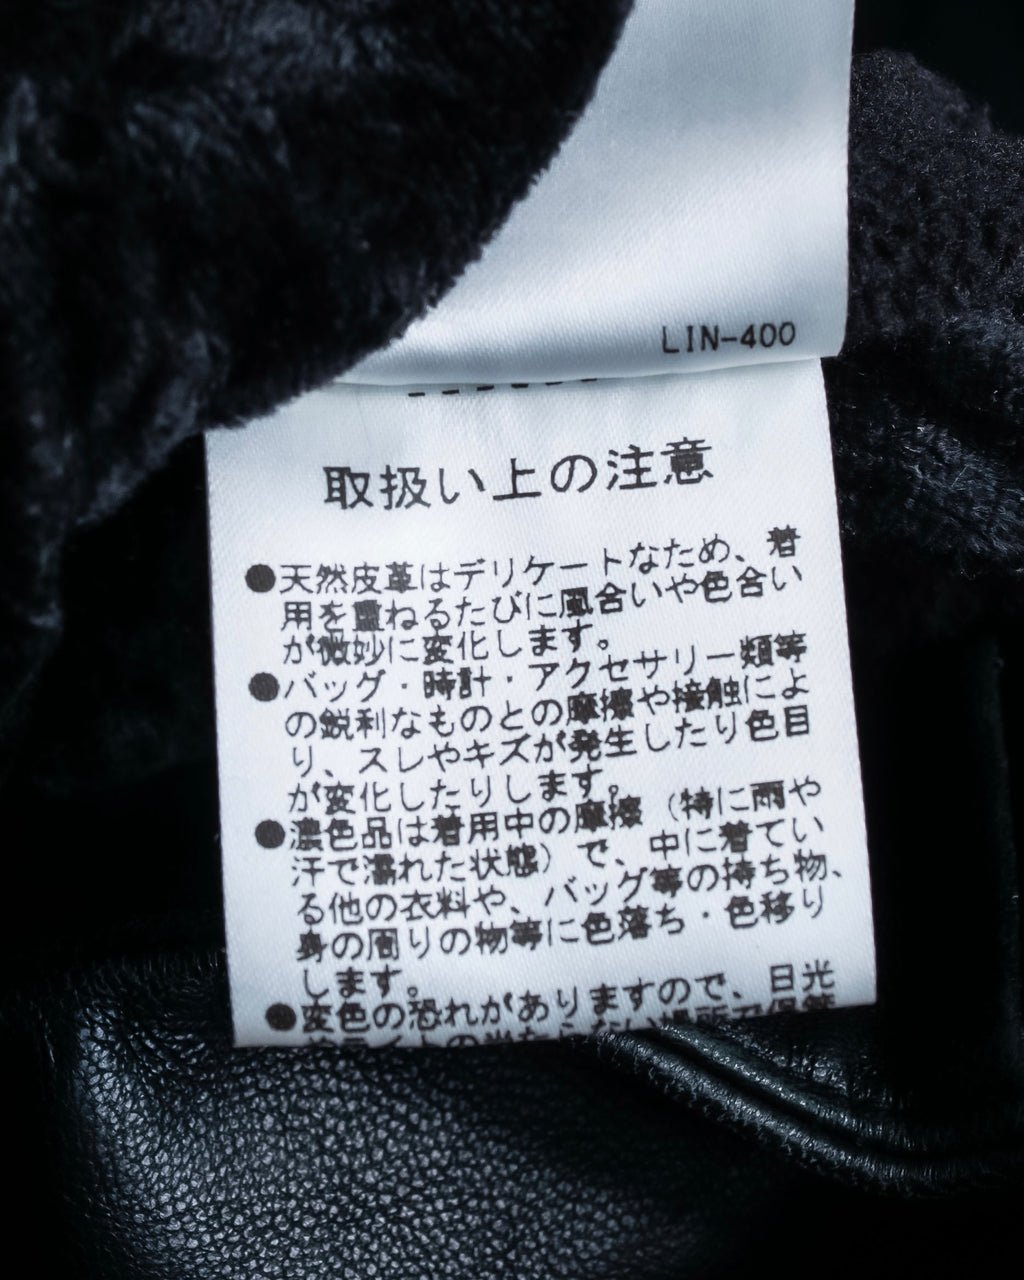 LIN-400
取扱い上の注意
●天然皮革はデリケートなため、着
用を重ねるたびに風合いや色合い
が微妙に変化します。
●バッグ・時計・アクセサリー類等
の鋭利なものとの摩擦や接触によ
り、スレやキズが発生したり色目
が変化したりします。
●濃色品は着用中の摩擦（特に雨や
汗で濡れた状態）で、中に着てい
る他の衣料や、バッグ等の持ち物、
身の周りの物等に色落ち・色移り
します。
●変色の恐れがありますので、日光